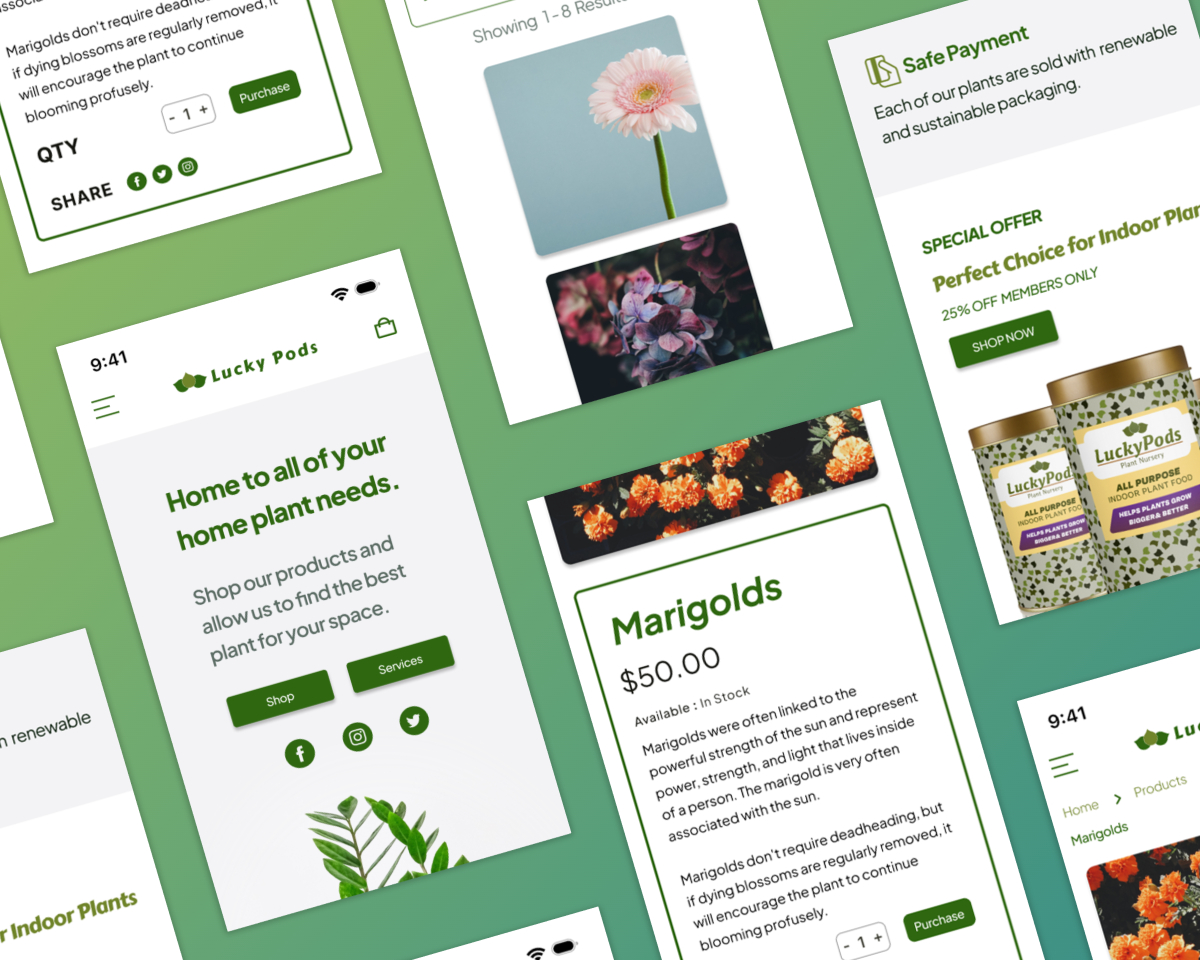 Marigolds don't require
if dying blossoms are regularly removed, it
will encourage the plant to continue
blooming profusely.
QTY
- 1 +
Purchase
SHARE
Showing 1-8
Safe Payment
Each of our plants are sold with renewable
and sustainable packaging.
SPECIAL OFFER
Perfect Choice for Indoor
25% OFF MEMBERS ONLY
SHOP NOW
LuckyPods
Plant Nursery
ALL PURPOSE
INDOOR PLANT FOOD
HELPS PLANTS GROW
BIGGER & BETTER
LuckyPods
Plant Nursery
ALL PURPOSE
INDOOR PLANT FOOD
HELPS PLANTS GROW
BIGGER & BETTER
9:41
Lucky Pods
Home to all of your
home plant needs.
Shop our products and
allow us to find the best
plant for your space.
Shop
Services
Marigolds
$50.00
Available : In Stock
Marigolds were often linked to the
powerful strength of the sun and represent
power, strength, and light that lives inside
of a person. The marigold is very often
associated with the sun.
Marigolds don't require deadheading, but
if dying blossoms are regularly removed, it
will encourage the plant to continue
blooming profusely.
- 1 +
Purchase
renewable
Indoor Plants
9:41
Home > Products
Marigolds